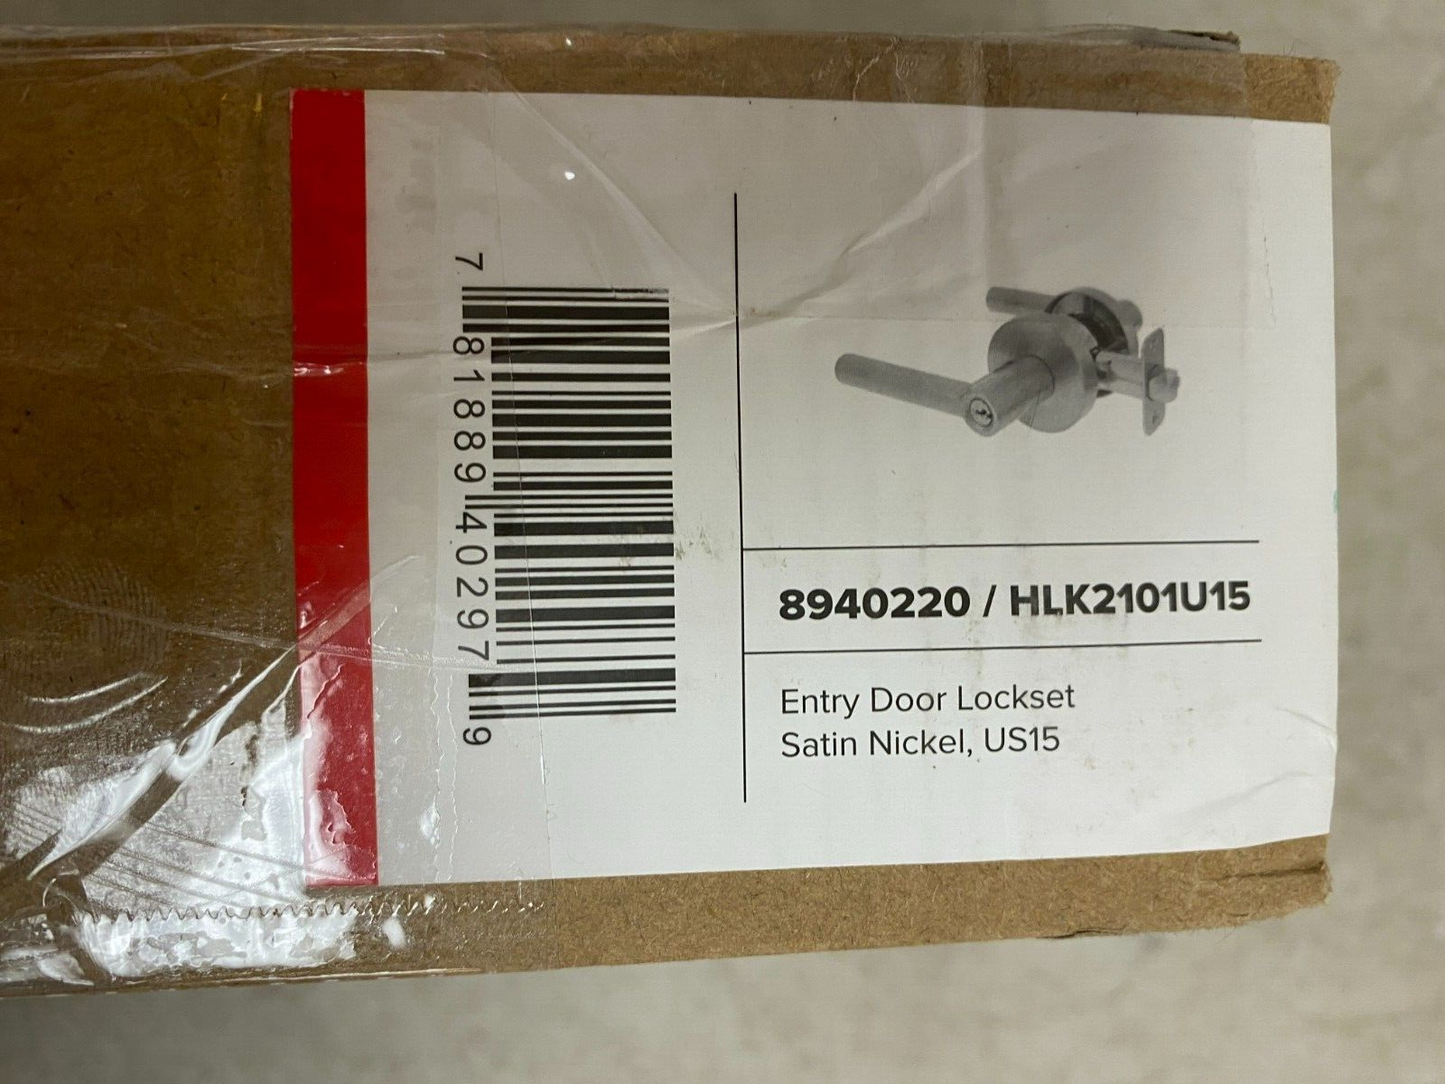 7 81889 40297 9
8940220 / HLK2101U15
Entry Door Lockset
Satin Nickel, US15